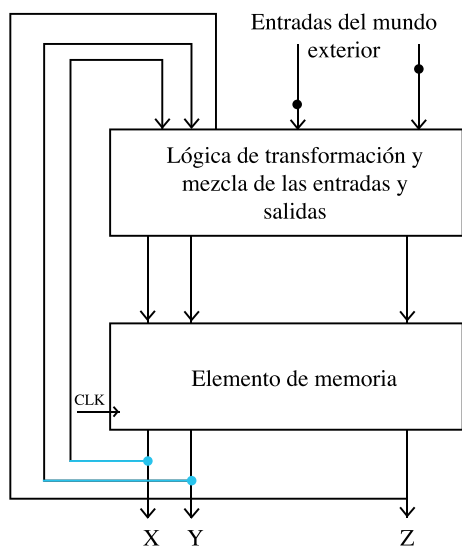 Entradas del mundo
exterior
Lógica de transformación y
mezcla de las entradas y
salidas
Elemento de memoria
CLK
X Y Z